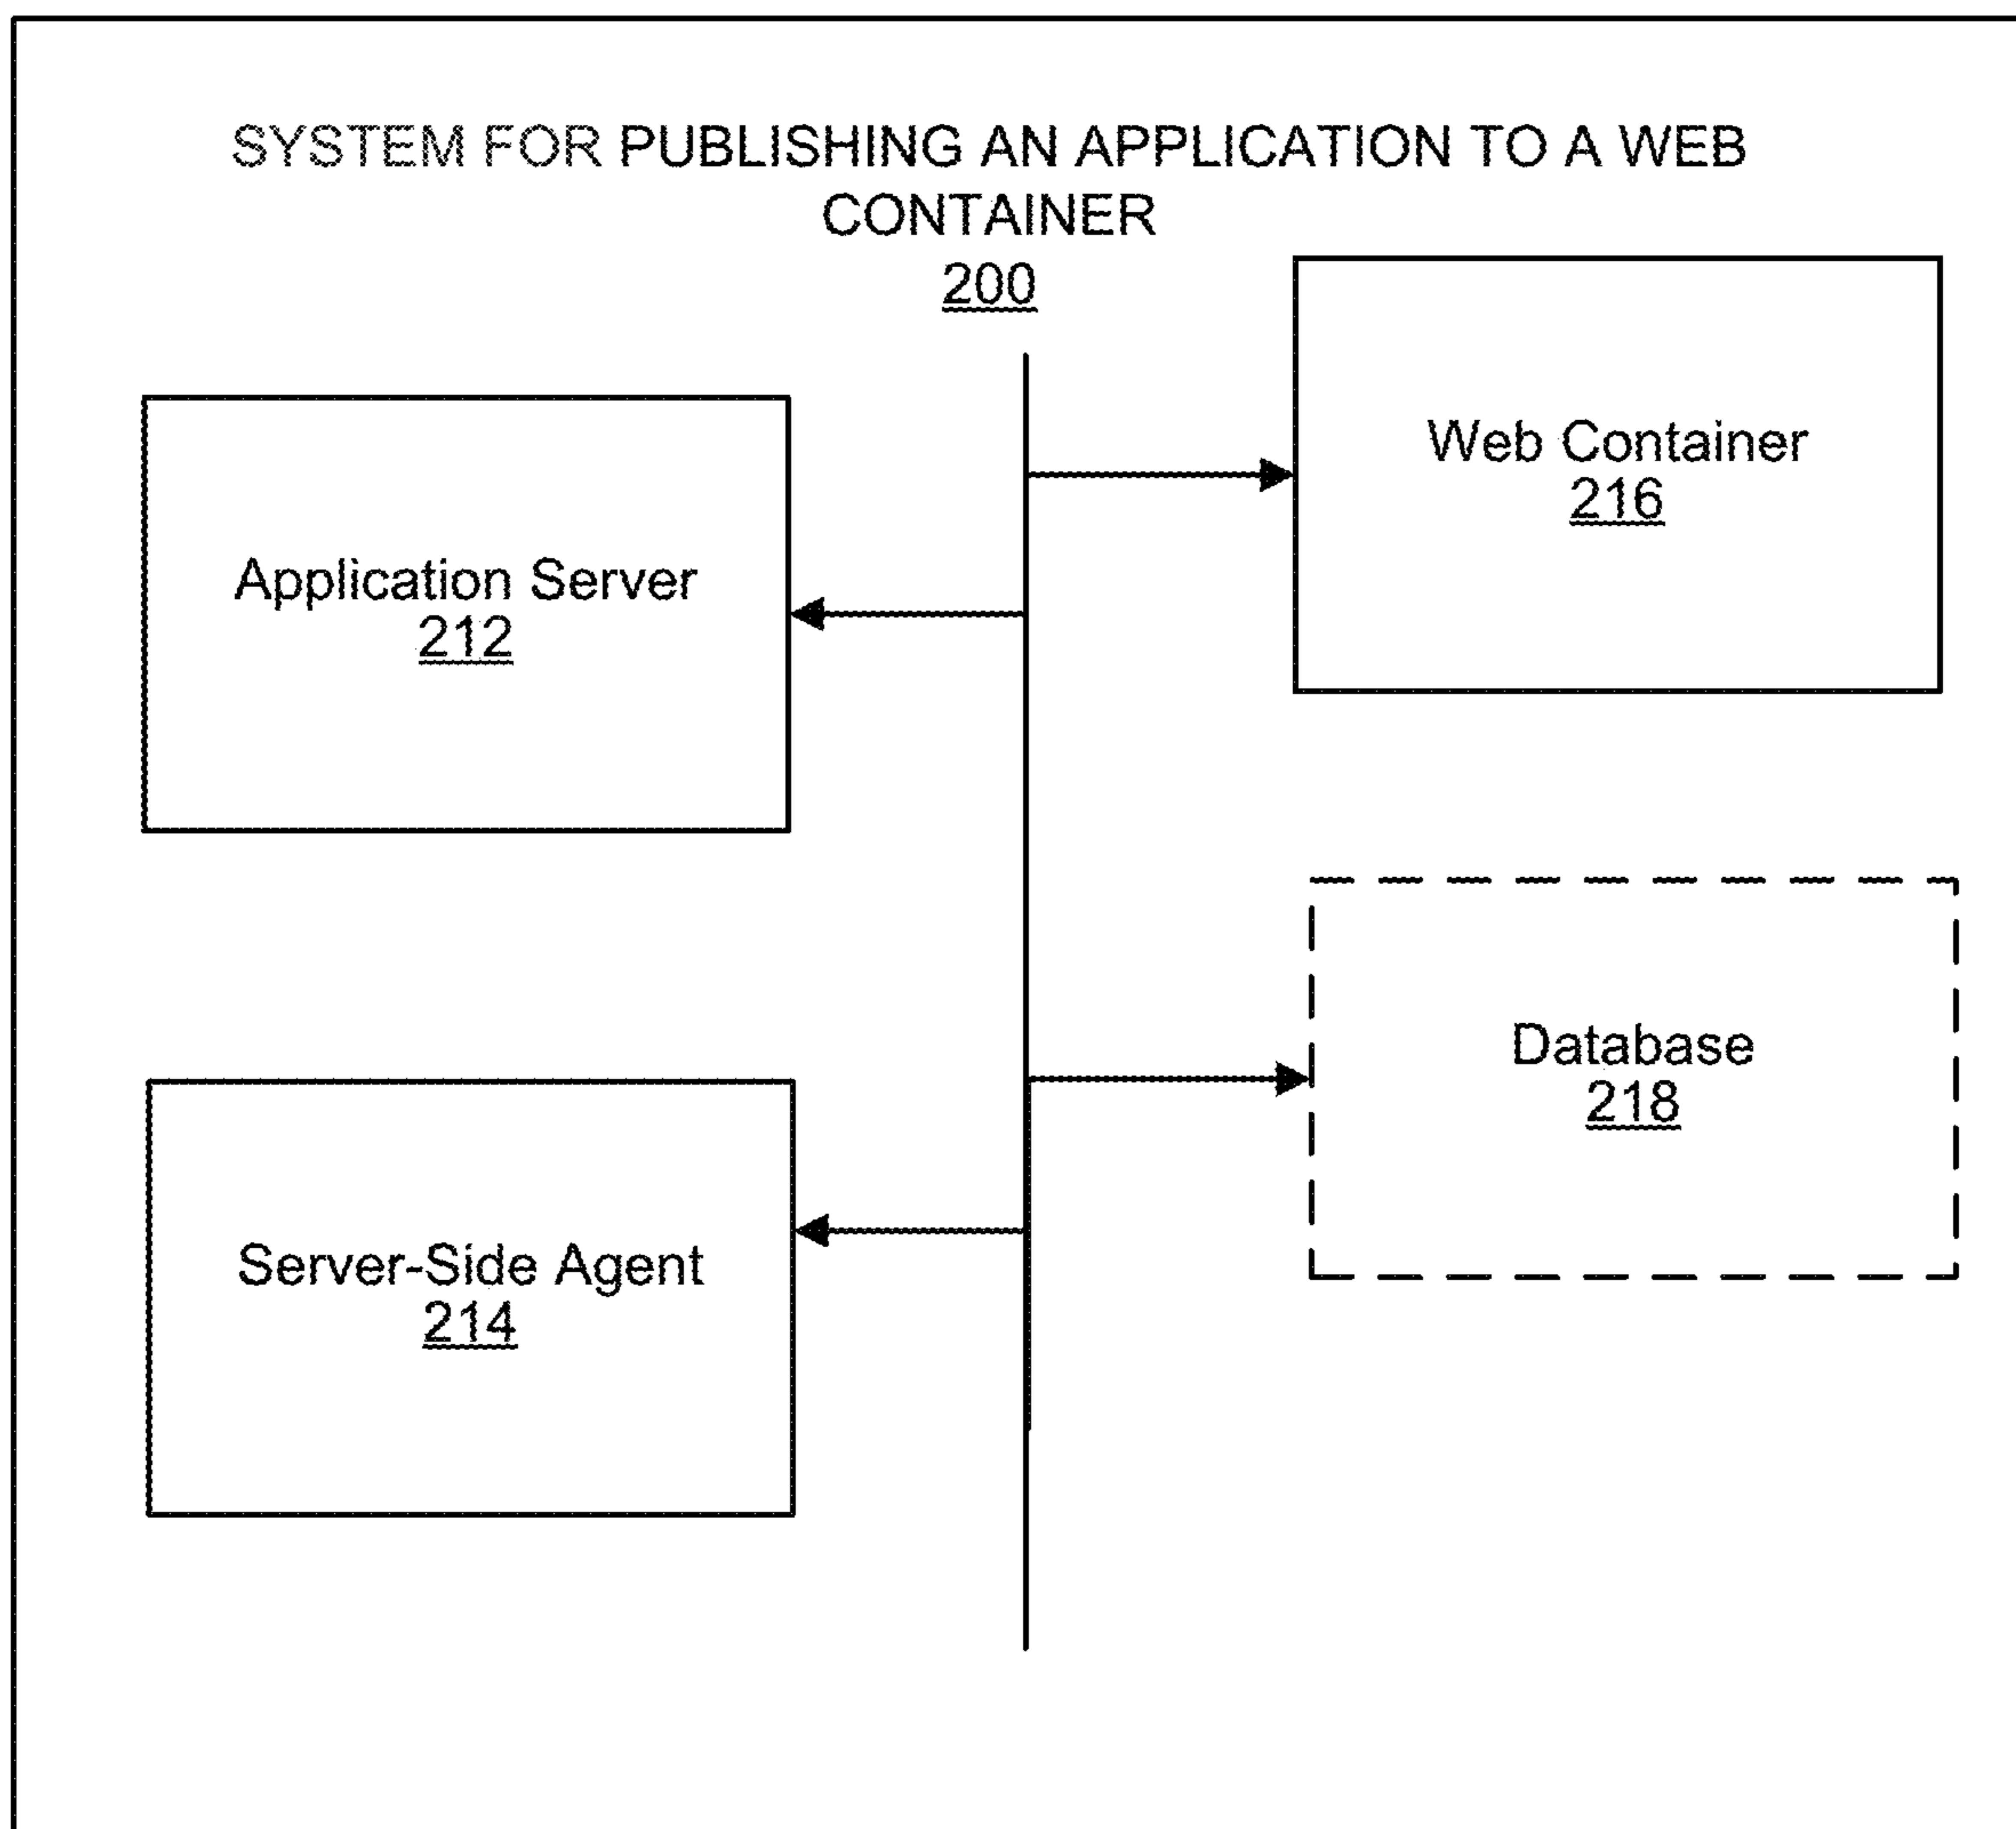 SYSTEM FOR PUBLISHING AN APPLICATION TO A WEB
CONTAINER
200
Web Container
216
Application Server
212
Database
218
Server-Side Agent
214